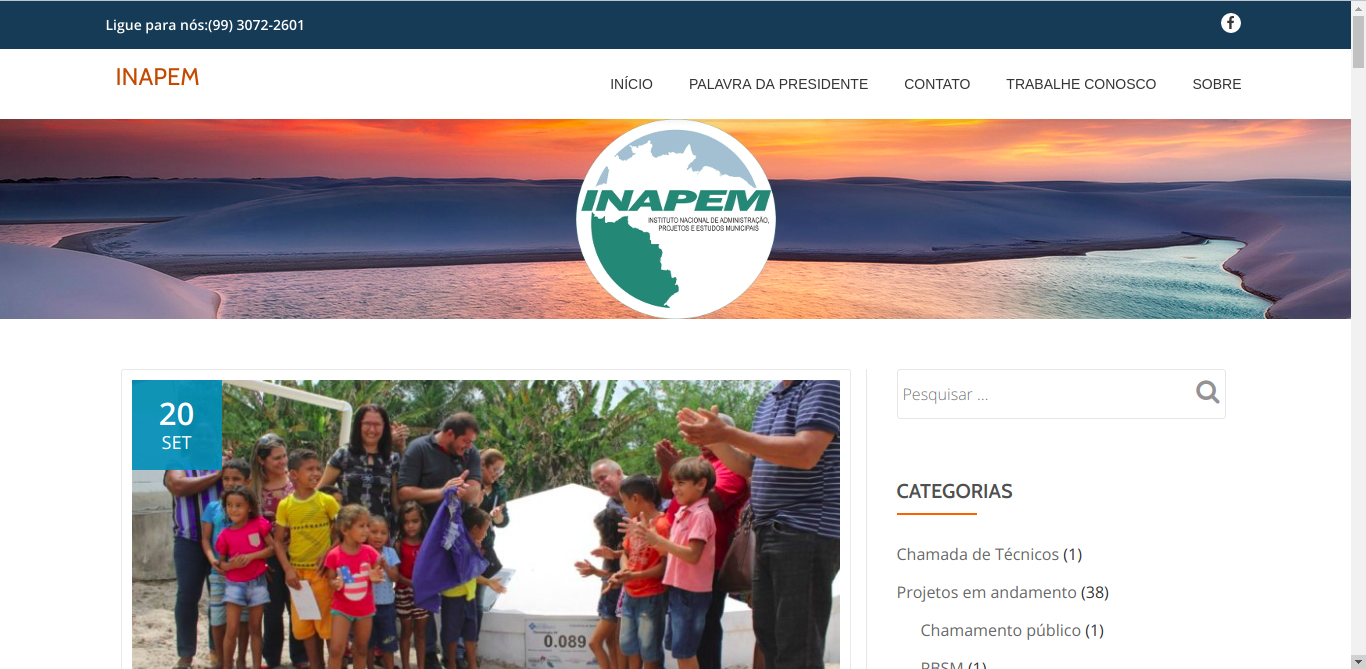 Ligue para nós:(99) 3072-2601
INAPEM
INÍCIO PALAVRA DA PRESIDENTE CONTATO TRABALHE CONOSCO SOBRE
INAPEM
INSTITUTO NACIONAL DE ADMINISTRAÇÃO,
PROJETOS E ESTUDOS MUNICIPAIS
20
SET
0.089
Pesquisar ...
CATEGORIAS
Chamada de Técnicos (1)
Projetos em andamento (38)
Chamamento público (1)
PBSM (1)